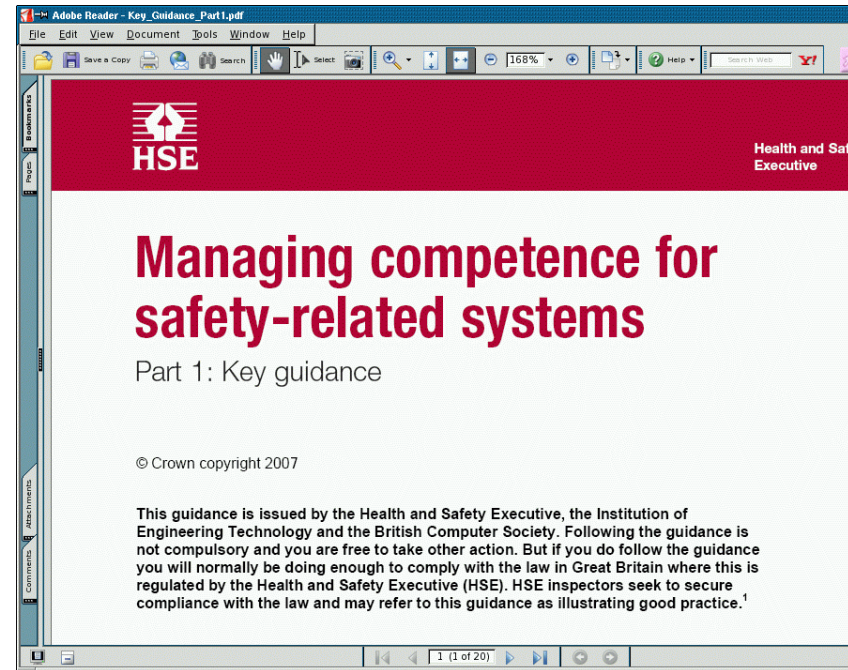 Adobe Reader - Key_Guidance_Part1.pdf
File Edit View Document Tools Window Help
Save a Copy Search Select 168% Help Search Web Y!
Bookmarks
Pages
Attachments
Comments
HSE
Health and Saf
Executive
Managing competence for
safety-related systems
Part 1: Key guidance
© Crown copyright 2007
This guidance is issued by the Health and Safety Executive, the Institution of
Engineering Technology and the British Computer Society. Following the guidance is
not compulsory and you are free to take other action. But if you do follow the guidance
you will normally be doing enough to comply with the law in Great Britain where this is
regulated by the Health and Safety Executive (HSE). HSE inspectors seek to secure
compliance with the law and may refer to this guidance as illustrating good practice.¹
1 (1 of 20)